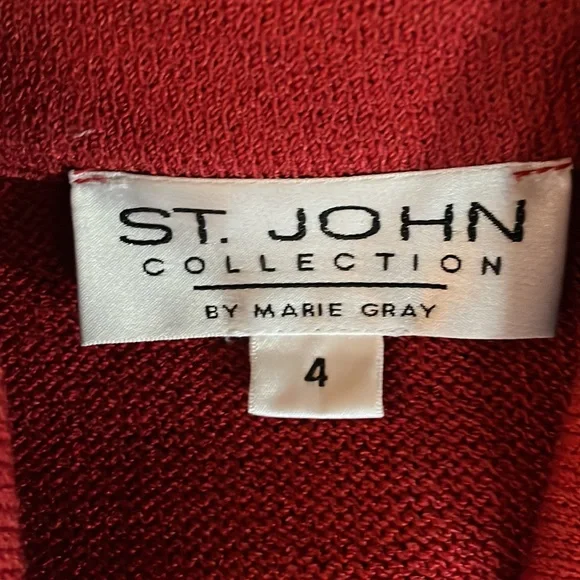 ST. JOHN
COLLECTION
BY MARIE GRAY
4